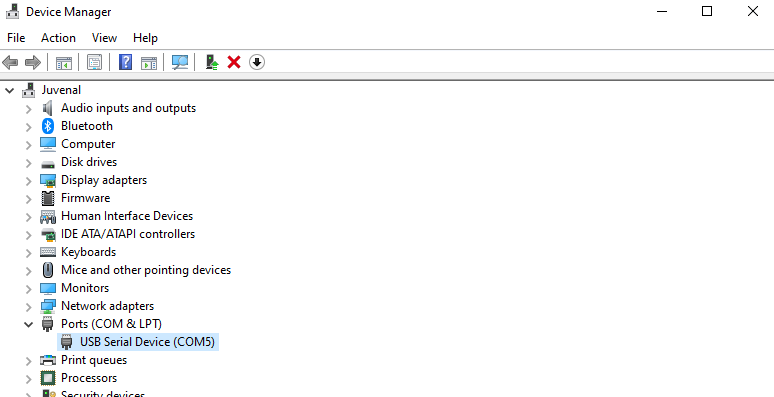 Device Manager
File Action View Help
Juvenal
Audio inputs and outputs
Bluetooth
Computer
Disk drives
Display adapters
Firmware
Human Interface Devices
IDE ATA/ATAPI controllers
Keyboards
Mice and other pointing devices
Monitors
Network adapters
Ports (COM & LPT)
USB Serial Device (COM5)
Print queues
Processors
Security devices